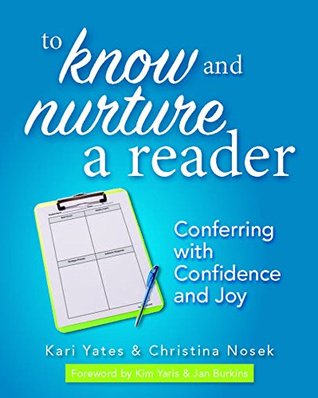 to know and
nurture
a reader
Conferring
with
Confidence
and Joy
Kari Yates & Christina Nosek
Foreword by Kim Yaris & Jan Burkins